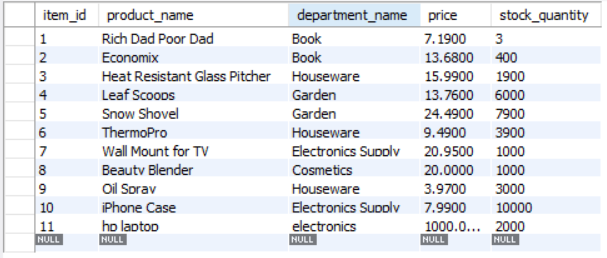 item_id product_name department_name price stock_quantity
1 Rich Dad Poor Dad Book 7.1900 3
2 Economix Book 13.6800 400
3 Heat Resistant Glass Pitcher Houseware 15.9900 1900
4 Leaf Scoops Garden 13.7600 6000
5 Snow Shovel Garden 24.4900 7900
6 ThermoPro Houseware 9.4900 3900
7 Wall Mount for TV Electronics Supply 20.9500 1000
8 Beauty Blender Cosmetics 20.0000 1000
9 Oil Spray Houseware 3.9700 3000
10 iPhone Case Electronics Supply 7.9900 10000
11 hp laptop electronics 1000.0... 2000
NULL NULL NULL NULL NULL